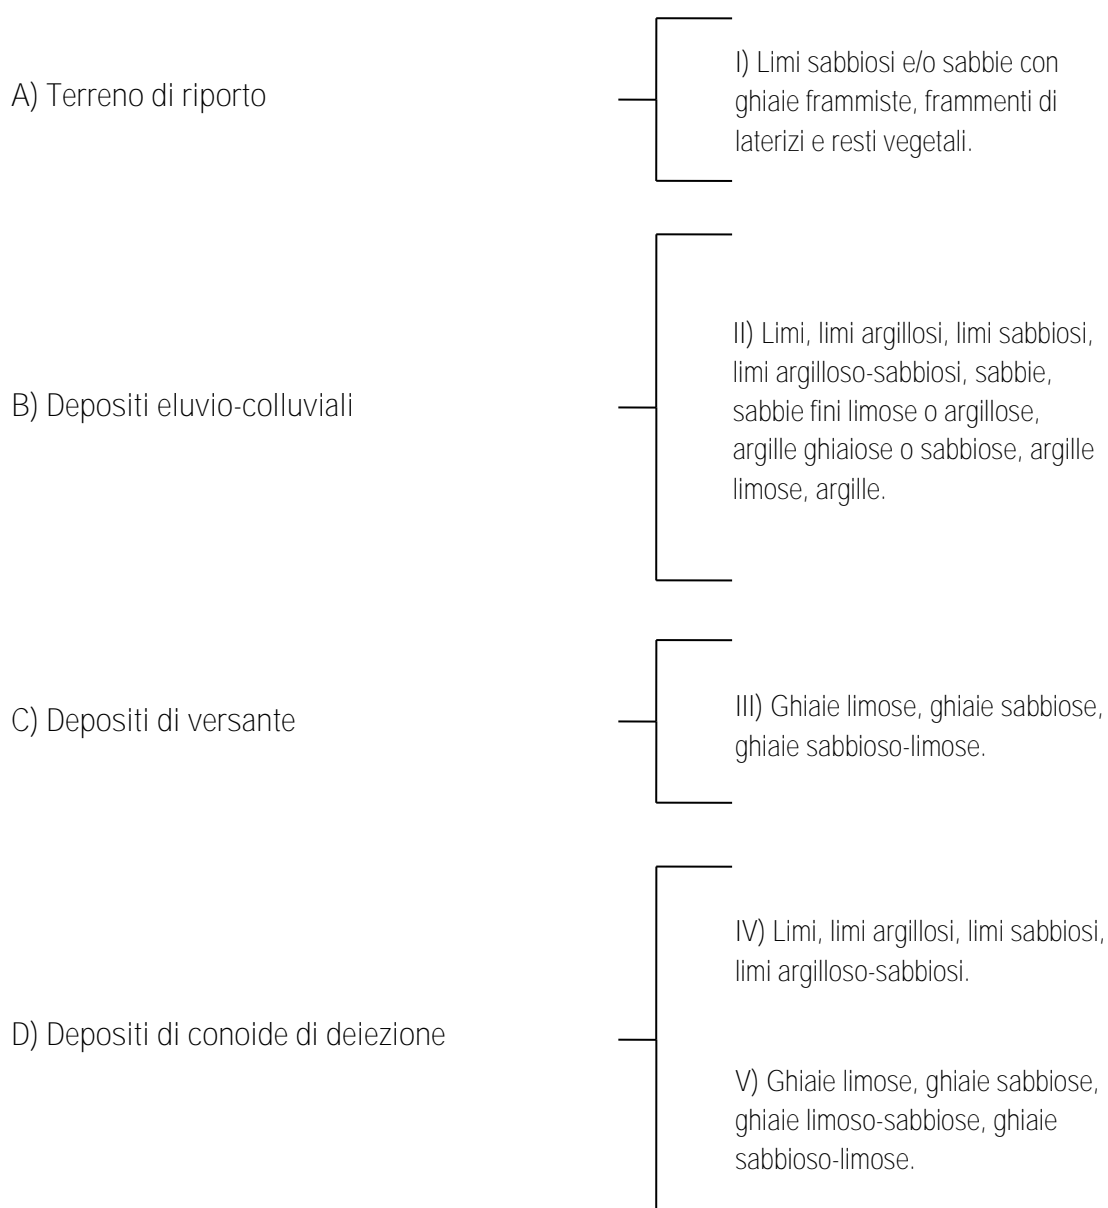 A) Terreno di riporto
I) Limi sabbiosi e/o sabbie con
ghiaie frammiste, frammenti di
laterizi e resti vegetali.
B) Depositi eluvio-colluviali
II) Limi, limi argillosi, limi sabbiosi,
limi argilloso-sabbiosi, sabbie,
sabbie fini limose o argillose,
argille ghiaiose o sabbiose, argille
limose, argille.
C) Depositi di versante
III) Ghiaie limose, ghiaie sabbiose,
ghiaie sabbioso-limose.
D) Depositi di conoide di deiezione
IV) Limi, limi argillosi, limi sabbiosi,
limi argilloso-sabbiosi.
V) Ghiaie limose, ghiaie sabbiose,
ghiaie limoso-sabbiose, ghiaie
sabbioso-limose.